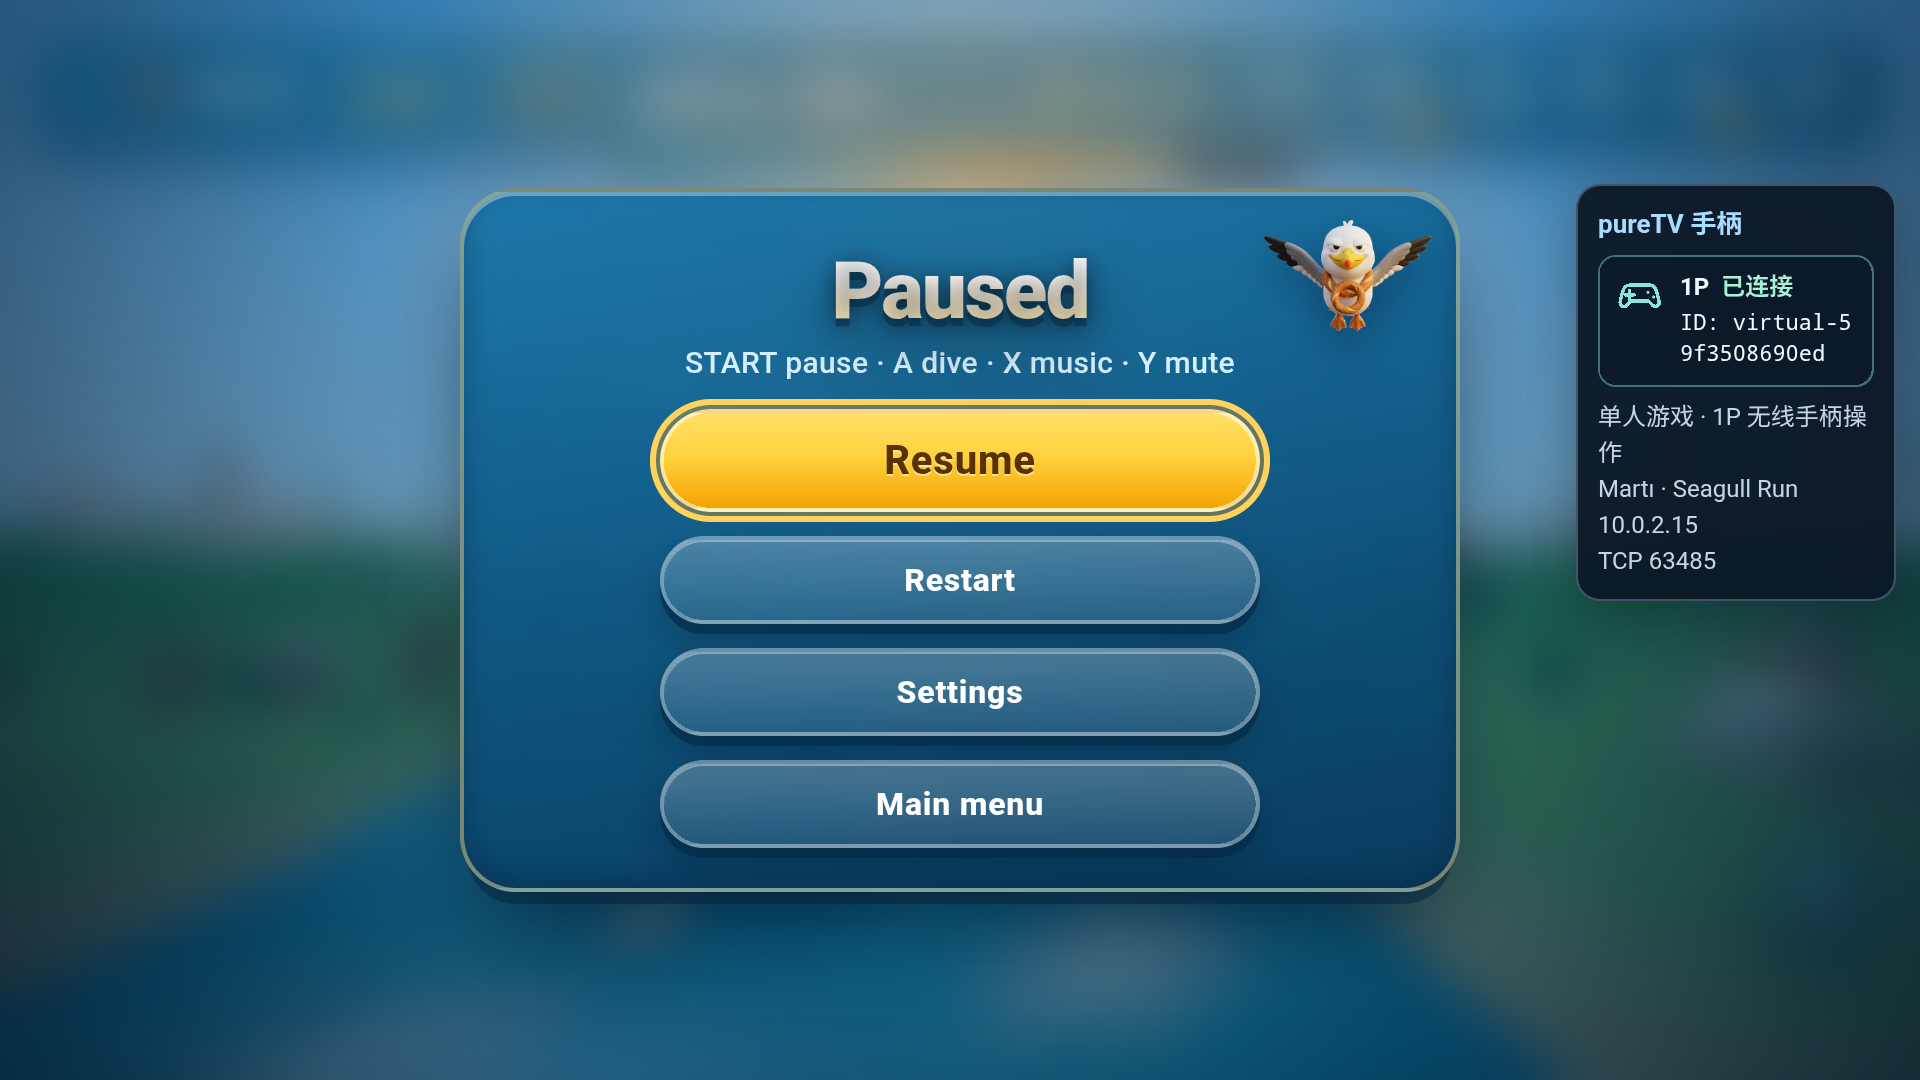 Paused
START pause · A dive · X music · Y mute
Resume
Restart
Settings
Main menu
pureTV 手柄
1P 已连接
ID: virtual-5
9f3508690ed
单人游戏 · 1P 无线手柄操
作
Martı · Seagull Run
10.0.2.15
TCP 63485